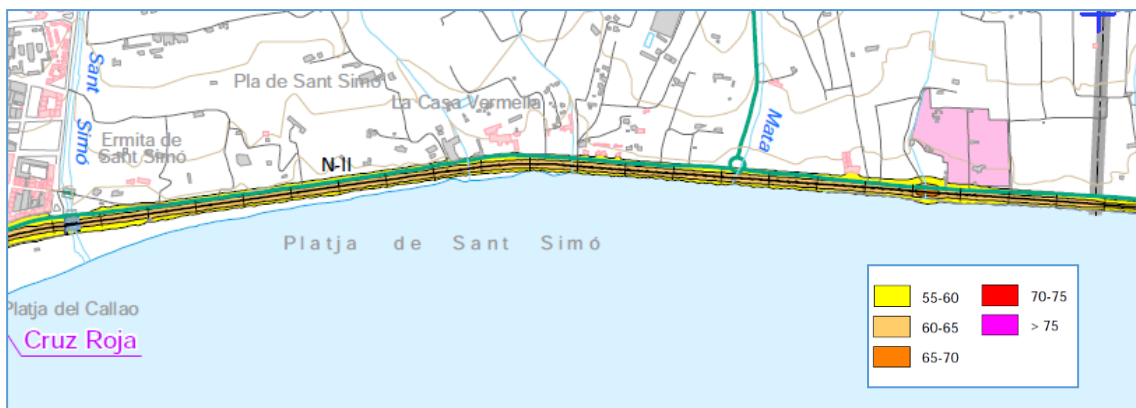 Sant
Simó
Pla de Sant Simó
La Casa Vermella
Ermita de
Sant Simó
N-II
Mata
Platja de Sant Simó
Platja del Callao
Cruz Roja
55-60
60-65
65-70
70-75
> 75